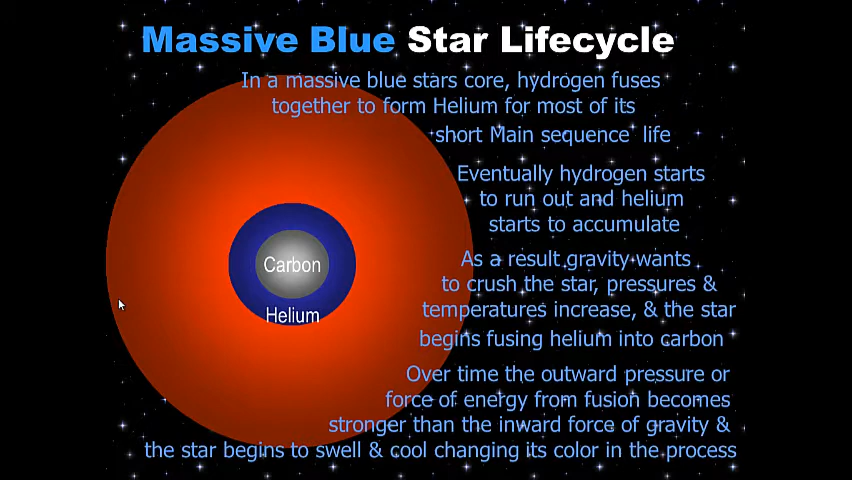 Massive Blue Star Lifecycle
In a massive blue stars core, hydrogen fuses
together to form Helium for most of its
short Main sequence life
Eventually hydrogen starts
to run out and helium
starts to accumulate
As a result gravity wants
to crush the star, pressures &
temperatures increase, & the star
begins fusing helium into carbon
Over time the outward pressure or
force of energy from fusion becomes
stronger than the inward force of gravity &
the star begins to swell & cool changing its color in the process
Carbon
Helium